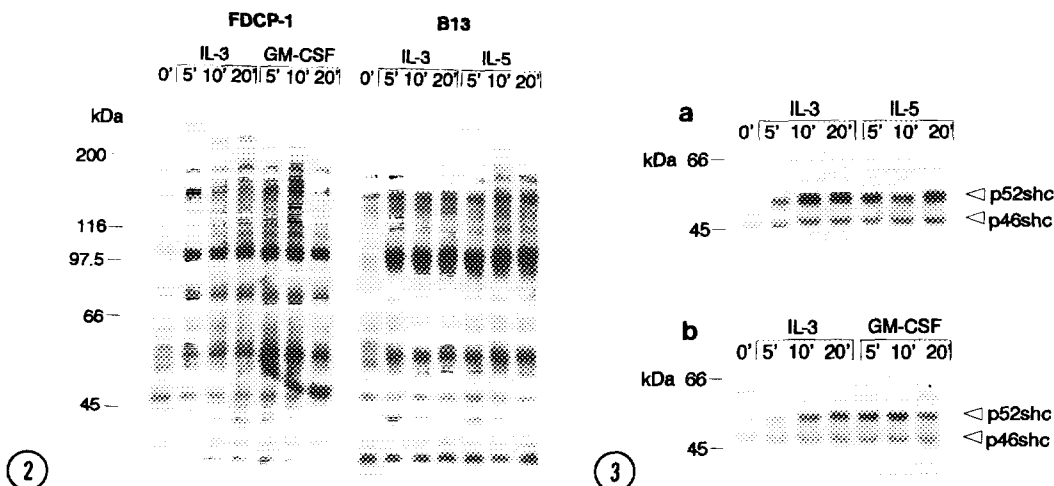 FDCP-1
IL-3 GM-CSF
0' 5' 10' 20' 5' 10' 20'
kDa
200
116
97.5
66
45
2
B13
IL-3 IL-5
0' 5' 10' 20' 5' 10' 20'
a
IL-3 IL-5
0' 5' 10' 20' 5' 10' 20'
kDa 66
p52shc
p46shc
45
b
IL-3 GM-CSF
0' 5' 10' 20' 5' 10' 20'
kDa 66
p52shc
p46shc
45
3